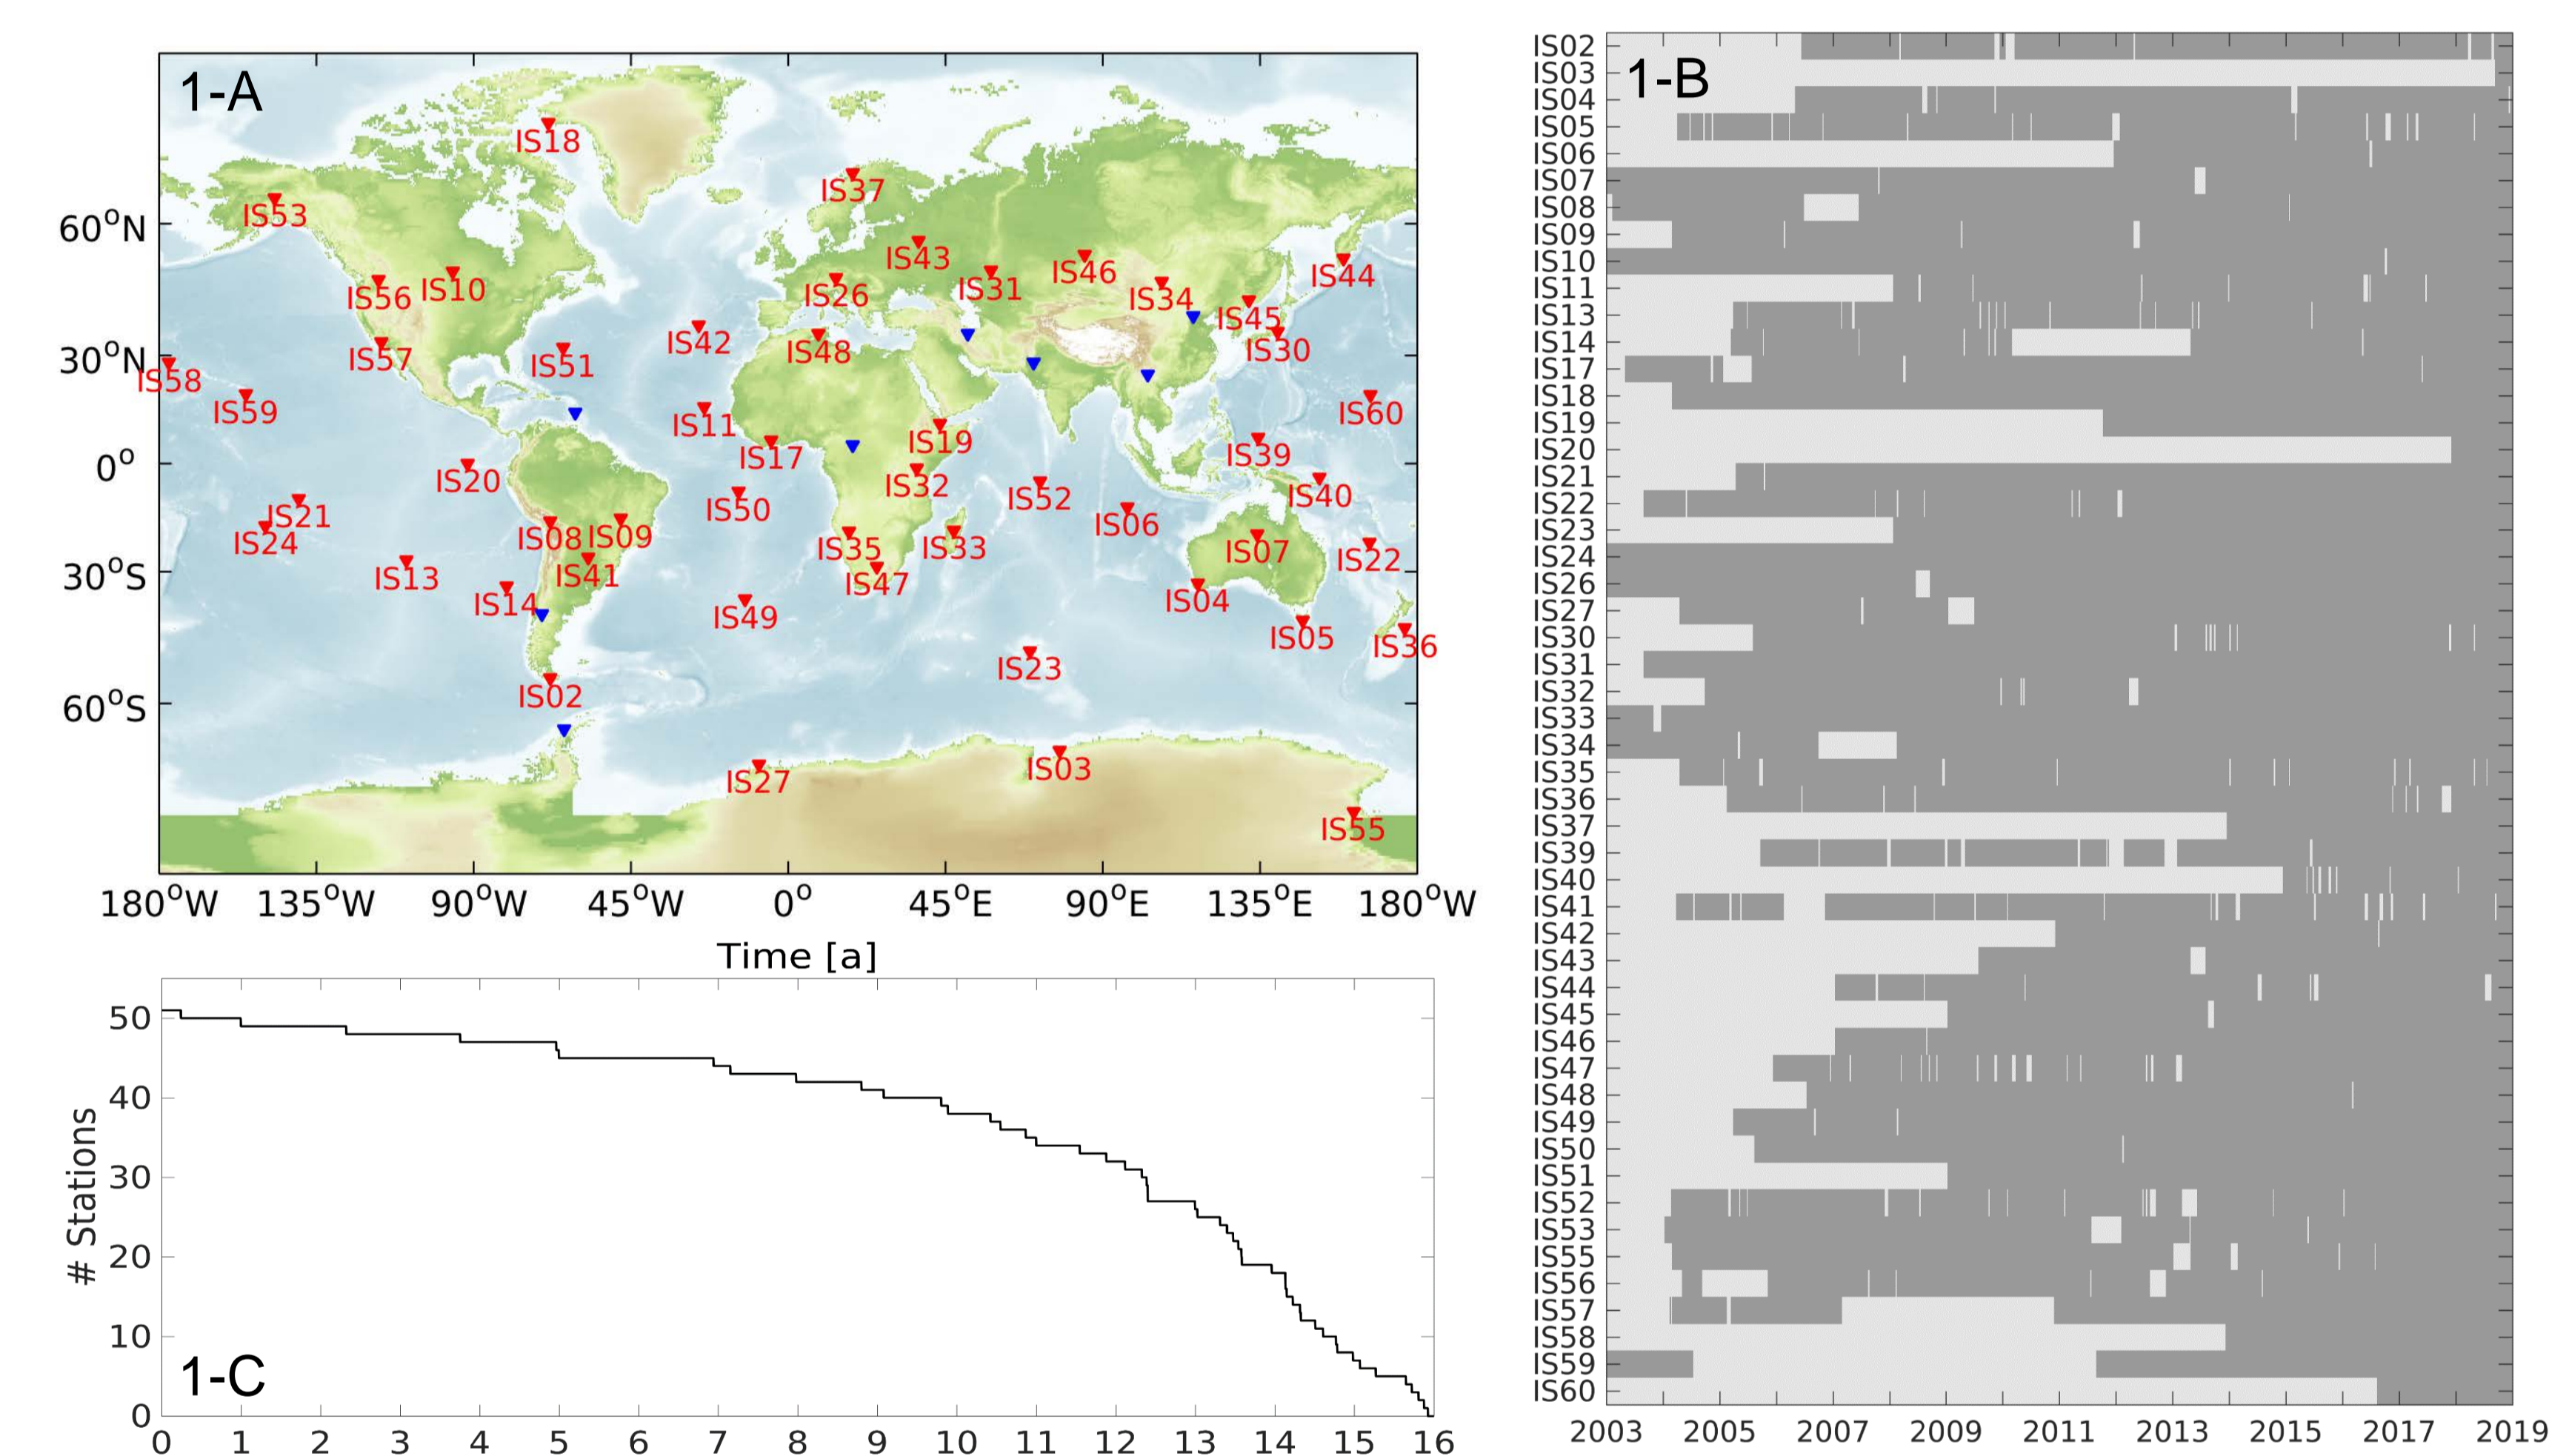 1-A
IS18
IS37
IS53
60°N
IS43
IS46
IS44
IS56 IS10
IS26
IS31
IS34
IS45
IS42
IS48
IS30
IS57
IS51
30°N
IS58
IS59
IS60
IS11
IS17
IS19
IS39
0°
IS20
IS32
IS52
IS40
IS50
IS06
IS21
IS24
IS08
IS09
IS35
IS33
IS07
IS22
IS13
IS41
IS47
30°S
IS14
IS49
IS04
IS05
IS36
IS23
IS02
60°S
IS27
IS03
IS55
180°W 135°W 90°W 45°W 0° 45°E 90°E 135°E 180°W
Time [a]
# Stations
50
40
30
20
10
0
1-C
0 1 2 3 4 5 6 7 8 9 10 11 12 13 14 15 16
1-B
IS02
IS03
IS04
IS05
IS06
IS07
IS08
IS09
IS10
IS11
IS13
IS14
IS17
IS18
IS19
IS20
IS21
IS22
IS23
IS24
IS26
IS27
IS30
IS31
IS32
IS33
IS34
IS35
IS36
IS37
IS39
IS40
IS41
IS42
IS43
IS44
IS45
IS46
IS47
IS48
IS49
IS50
IS51
IS52
IS53
IS55
IS56
IS57
IS58
IS59
IS60
2003 2005 2007 2009 2011 2013 2015 2017 2019